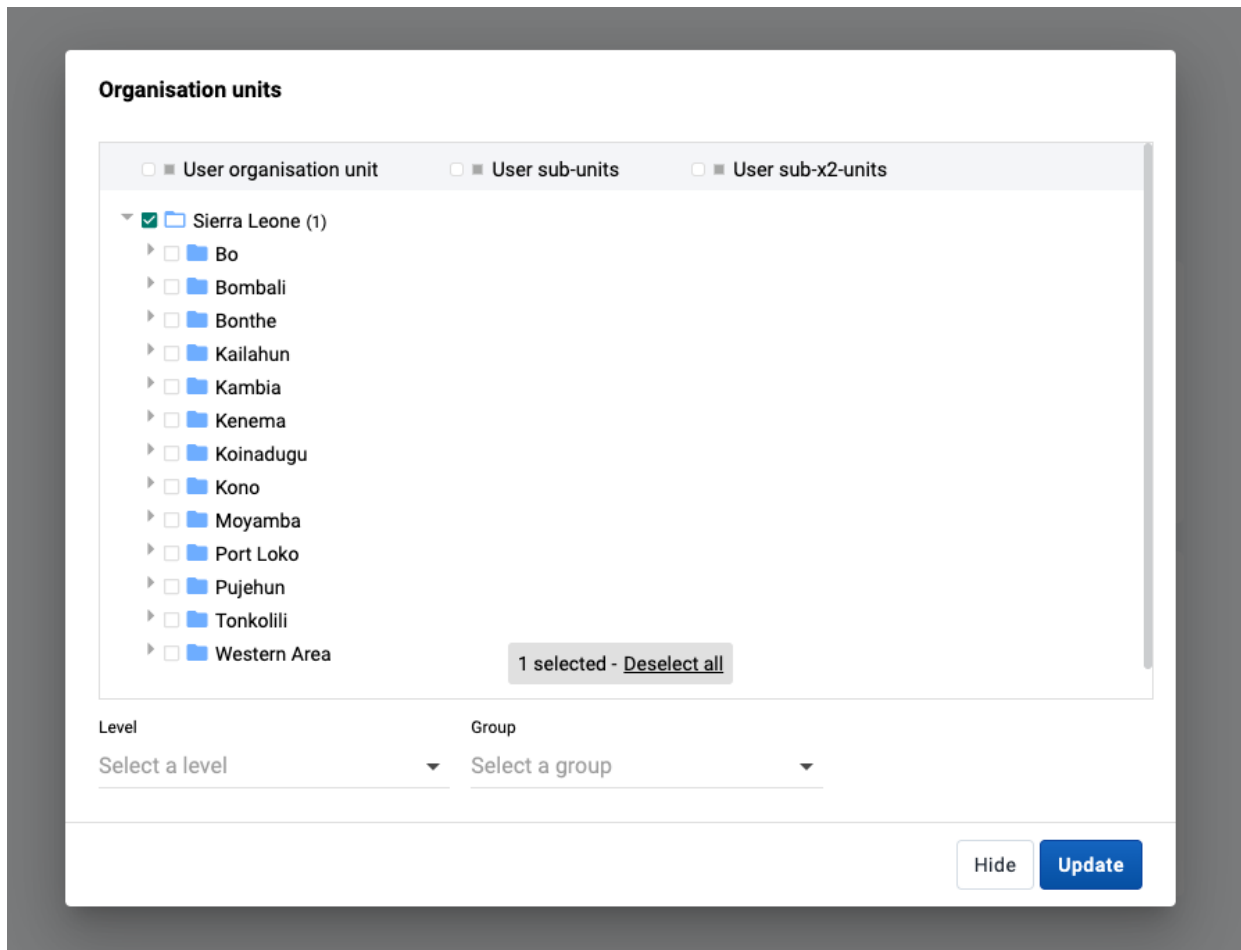 Organisation units
User organisation unit User sub-units User sub-x2-units
Sierra Leone (1)
Bo
Bombali
Bonthe
Kailahun
Kambia
Kenema
Koinadugu
Kono
Moyamba
Port Loko
Pujehun
Tonkolili
Western Area
1 selected - Deselect all
Level Group
Select a level Select a group
Hide Update